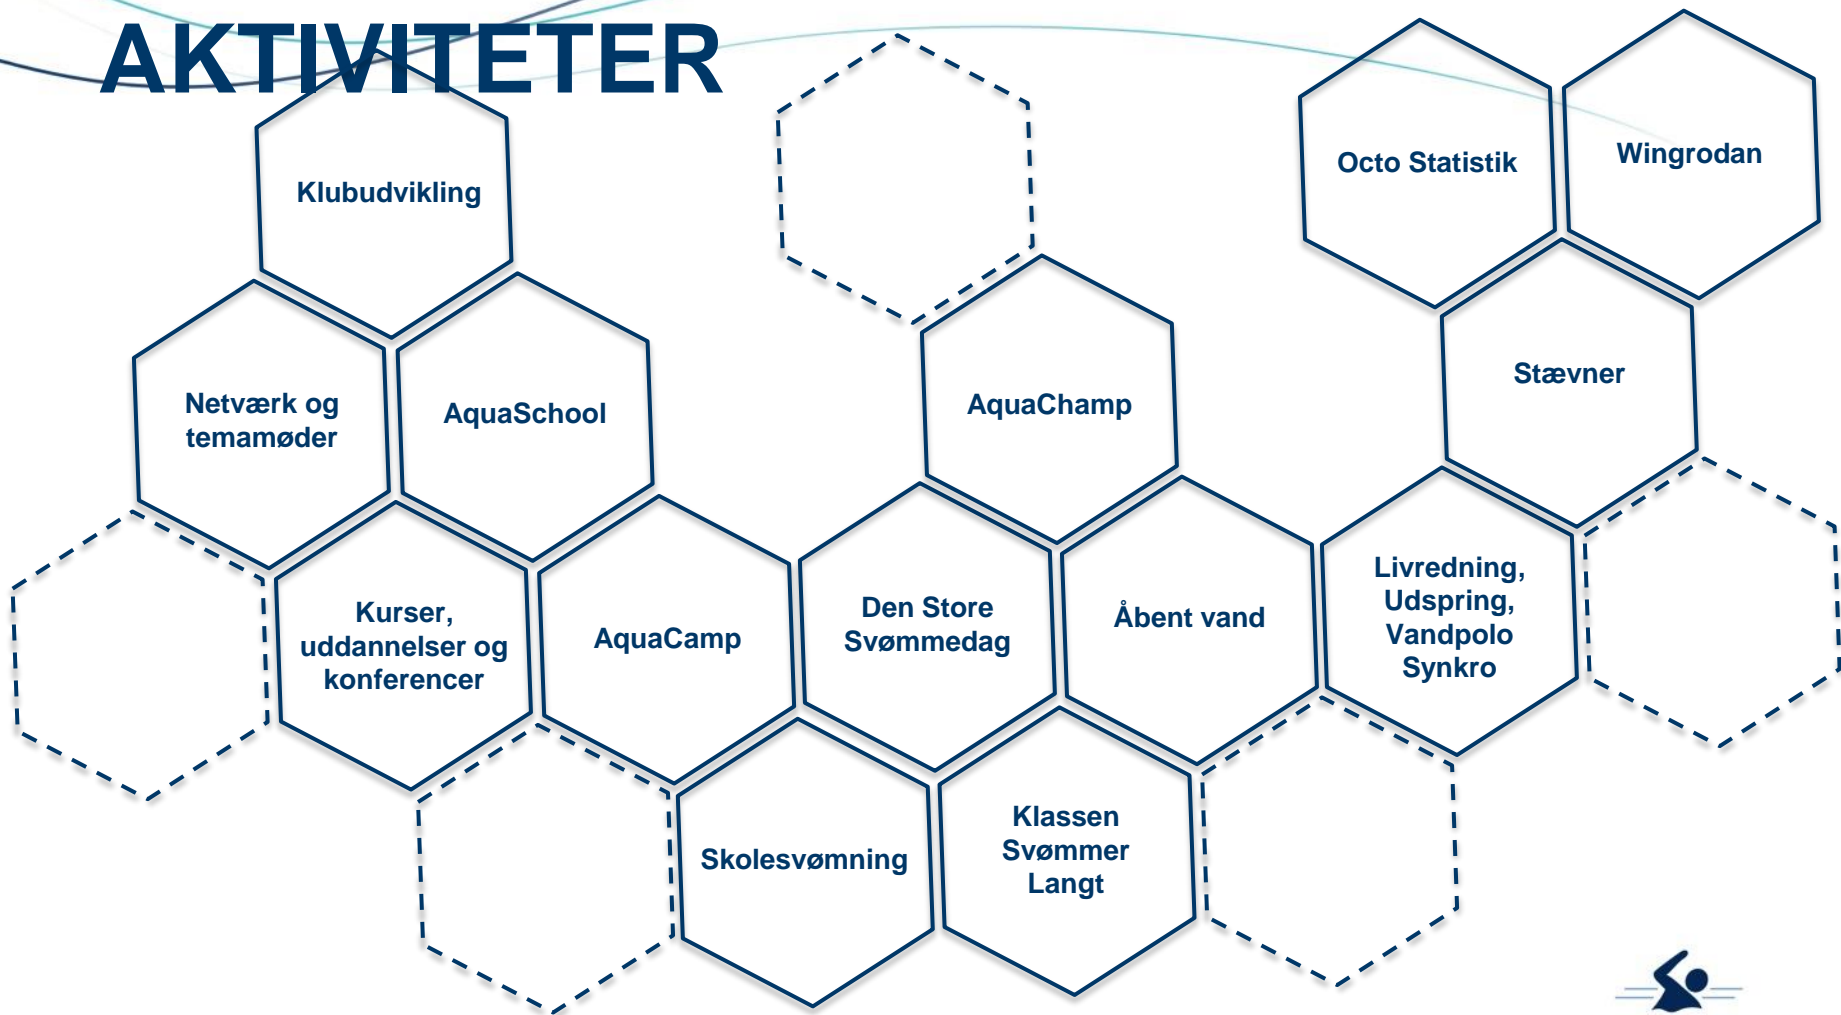 AKTIVITETER
Klubudvikling
Octo Statistik
Wingrodan
Netværk og
temamøder
AquaSchool
AquaChamp
Stævner
Kurser,
uddannelser og
konferencer
AquaCamp
Den Store
Svømmedag
Åbent vand
Livredning,
Udspring,
Vandpolo
Synkro
Skolesvømning
Klassen
Svømmer
Langt